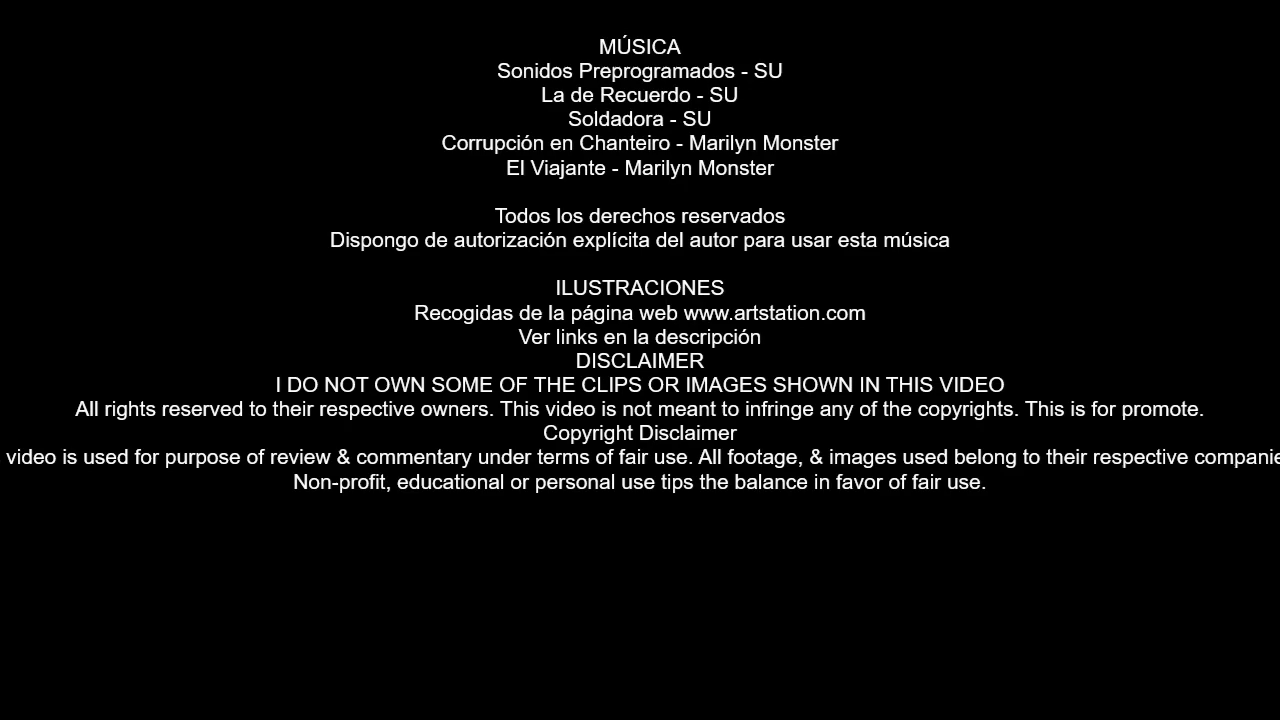 MÚSICA
Sonidos Preprogramados - SU
La de Recuerdo - SU
Soldadora - SU
Corrupción en Chanteiro - Marilyn Monster
El Viajante - Marilyn Monster
Todos los derechos reservados
Dispongo de autorización explícita del autor para usar esta música
ILUSTRACIONES
Recogidas de la página web www.artstation.com
Ver links en la descripción
DISCLAIMER
I DO NOT OWN SOME OF THE CLIPS OR IMAGES SHOWN IN THIS VIDEO
All rights reserved to their respective owners. This video is not meant to infringe any of the copyrights. This is for promote.
Copyright Disclaimer
video is used for purpose of review & commentary under terms of fair use. All footage, & images used belong to their respective companie
Non-profit, educational or personal use tips the balance in favor of fair use.